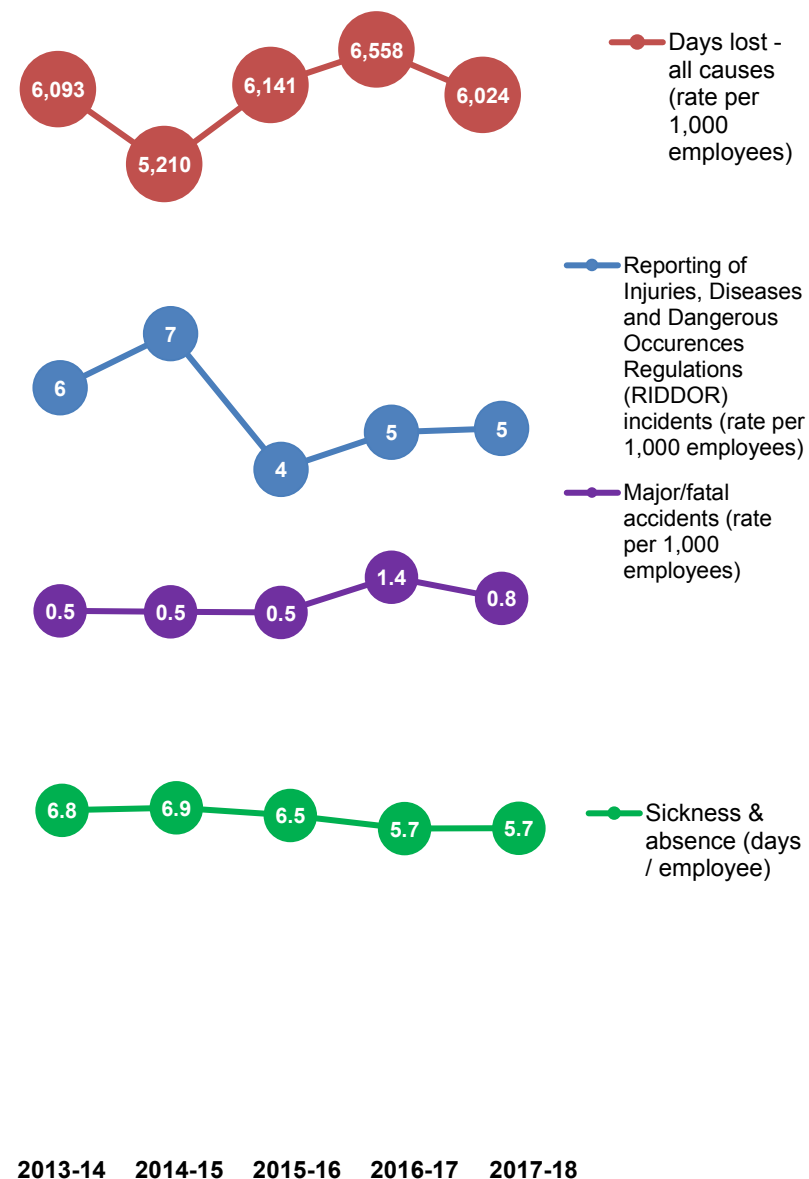 6,093
5,210
6,141
6,558
6,024
Days lost -
all causes
(rate per
1,000
employees)
6
7
4
5
5
Reporting of
Injuries, Diseases
and Dangerous
Occurences
Regulations
(RIDDOR)
incidents (rate per
1,000 employees)
0.5
0.5
0.5
1.4
0.8
Major/fatal
accidents (rate
per 1,000
employees)
6.8
6.9
6.5
5.7
5.7
Sickness &
absence (days
/ employee)
2013-14 2014-15 2015-16 2016-17 2017-18